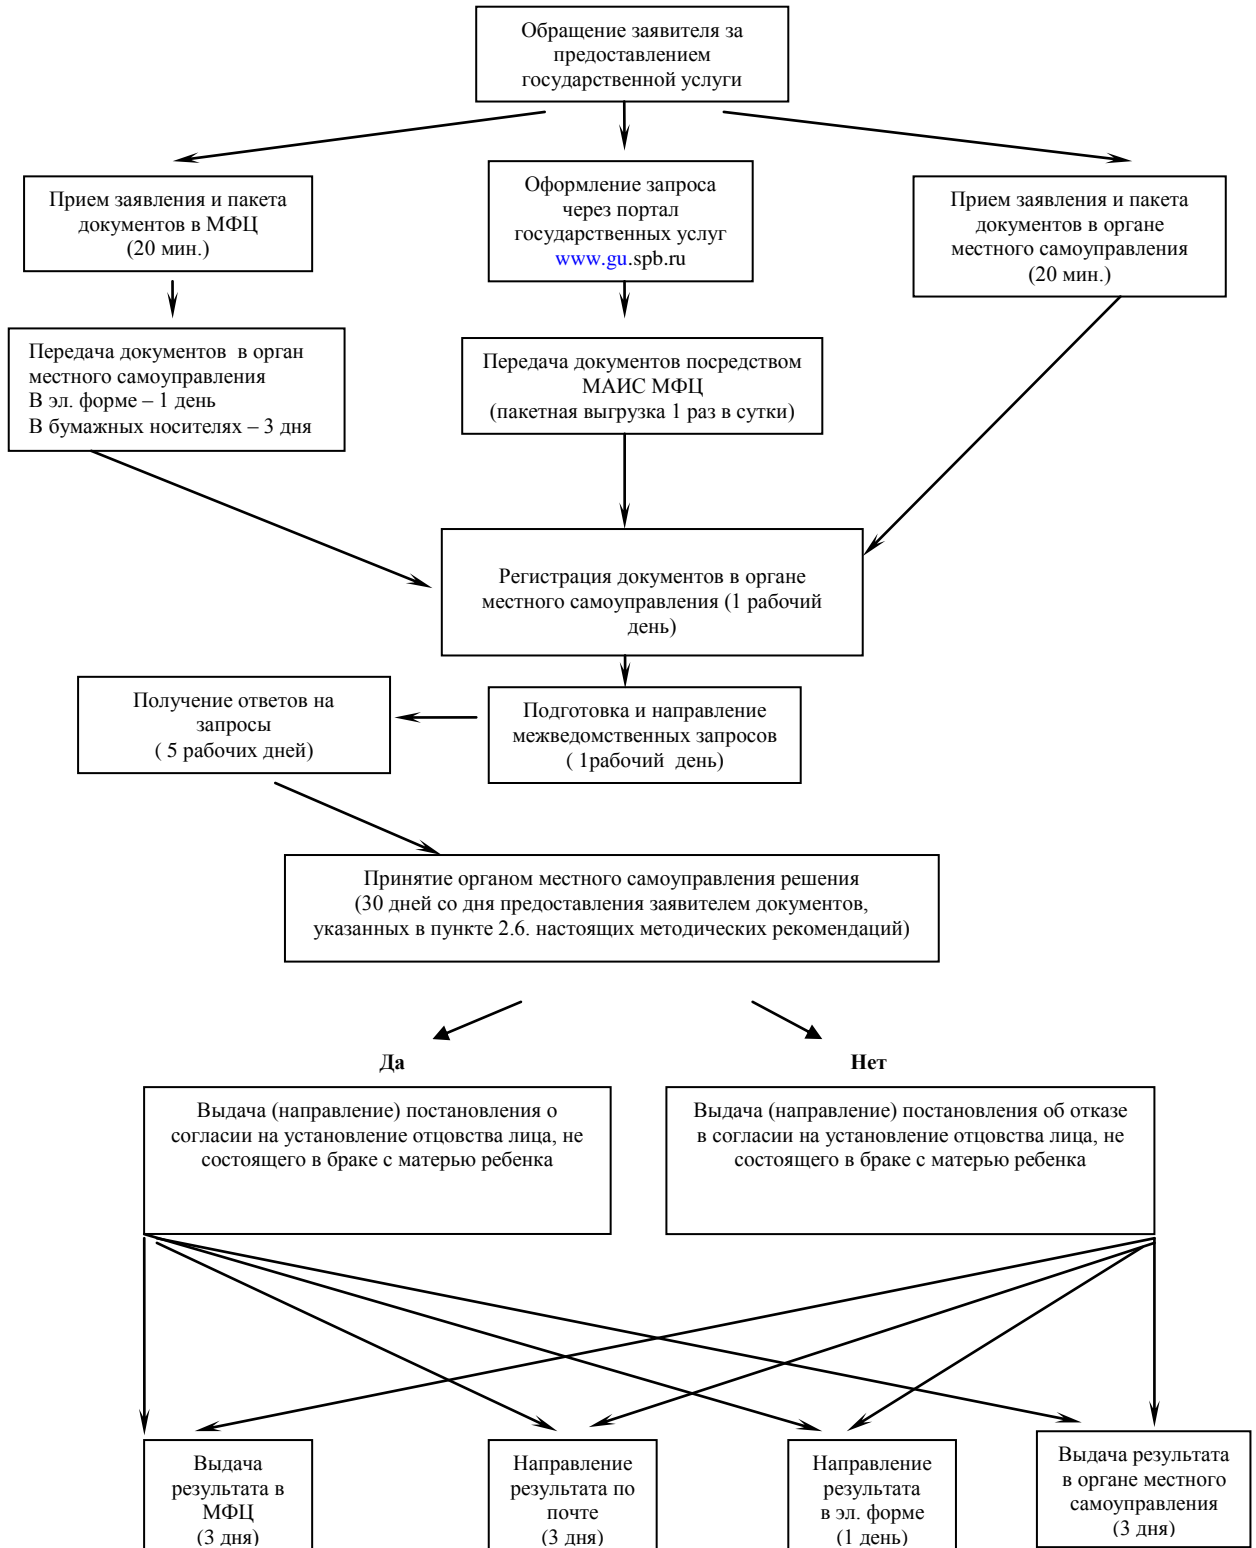 Обращение заявителя за
предоставлением
государственной услуги
Прием заявления и пакета
документов в МФЦ
(20 мин.)
Оформление запроса
через портал
государственных услуг
www.gu.spb.ru
Прием заявления и пакета
документов в органе
местного самоуправления
(20 мин.)
Передача документов  в орган
местного самоуправления
В эл. форме – 1 день
В бумажных носителях – 3 дня
Передача документов посредством
МАИС МФЦ
(пакетная выгрузка 1 раз в сутки)
Регистрация документов в органе
местного самоуправления (1 рабочий
день)
Получение ответов на
запросы
( 5 рабочих дней)
Подготовка и направление
межведомственных запросов
( 1рабочий  день)
Принятие органом местного самоуправления решения
(30 дней со дня предоставления заявителем документов,
указанных в пункте 2.6. настоящих методических рекомендаций)
Да
Нет
Выдача (направление) постановления о
согласии на установление отцовства лица, не
состоящего в браке с матерью ребенка
Выдача (направление) постановления об отказе
в согласии на установление отцовства лица, не
состоящего в браке с матерью ребенка
Выдача
результата в
МФЦ
(3 дня)
Направление
результата по
почте
(3 дня)
Направление
результата
в эл. форме
(1 день)
Выдача результата
в органе местного
самоуправления
(3 дня)